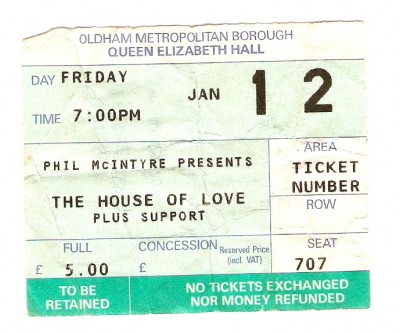 OLDHAM METROPOLITAN BOROUGH
QUEEN ELIZABETH HALL
DAY FRIDAY JAN 12
TIME 7:00PM
PHIL McINTYRE PRESENTS
AREA
TICKET
NUMBER
THE HOUSE OF LOVE
PLUS SUPPORT
ROW
FULL CONCESSION Reserved Price (incl. VAT) SEAT
£ 5.00 £ 707
TO BE RETAINED
NO TICKETS EXCHANGED
NOR MONEY REFUNDED